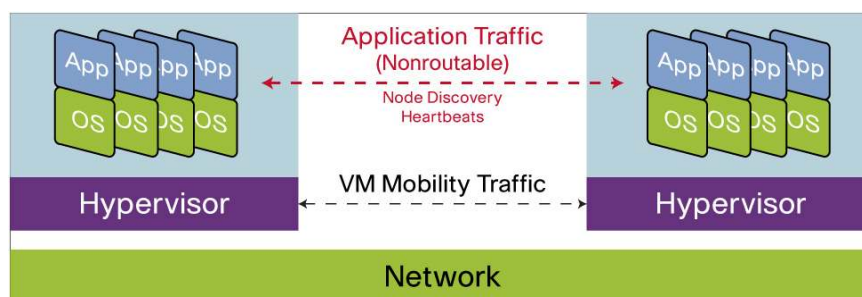 App App App App
OS OS OS OS
Application Traffic
(Nonroutable)
Node Discovery
Heartbeats
App App App App
OS OS OS OS
Hypervisor
VM Mobility Traffic
Hypervisor
Network